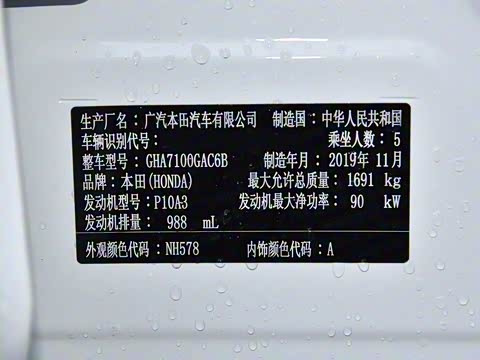 生产厂名：广汽本田汽车有限公司 制造国：中华人民共和国
车辆识别代号： 乘坐人数：5
整车型号：GHA7100GAC6B 制造年月：2019年11月
品牌：本田(HONDA) 最大允许总质量：1691 kg
发动机型号：P10A3 发动机最大净功率：90 kW
发动机排量：988 mL
外观颜色代码：NH578 内饰颜色代码：A